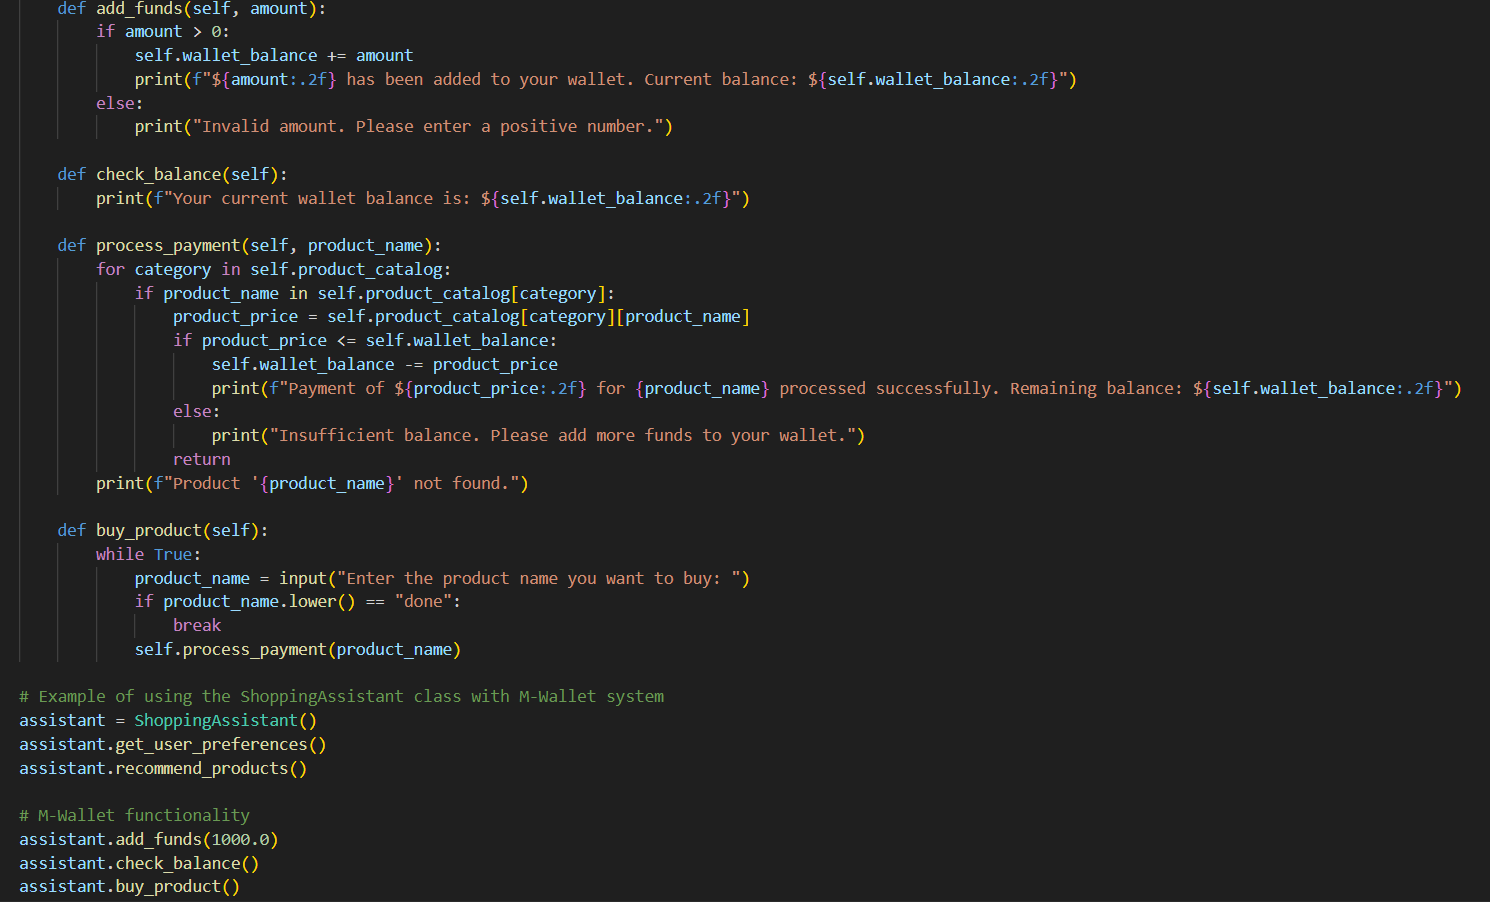 def add_funds(self, amount):
if amount > 0:
self.wallet_balance += amount
print(f"${amount:.2f} has been added to your wallet. Current balance: ${self.wallet_balance:.2f}")
else:
print("Invalid amount. Please enter a positive number.")
def check_balance(self):
print(f"Your current wallet balance is: ${self.wallet_balance:.2f}")
def process_payment(self, product_name):
for category in self.product_catalog:
if product_name in self.product_catalog[category]:
product_price = self.product_catalog[category][product_name]
if product_price <= self.wallet_balance:
self.wallet_balance -= product_price
print(f"Payment of ${product_price:.2f} for {product_name} processed successfully. Remaining balance: ${self.wallet_balance:.2f}")
else:
print("Insufficient balance. Please add more funds to your wallet.")
return
print(f"Product '{product_name}' not found.")
def buy_product(self):
while True:
product_name = input("Enter the product name you want to buy: ")
if product_name.lower() == "done":
break
self.process_payment(product_name)
# Example of using the ShoppingAssistant class with M-Wallet system
assistant = ShoppingAssistant()
assistant.get_user_preferences()
assistant.recommend_products()
# M-Wallet functionality
assistant.add_funds(1000.0)
assistant.check_balance()
assistant.buy_product()